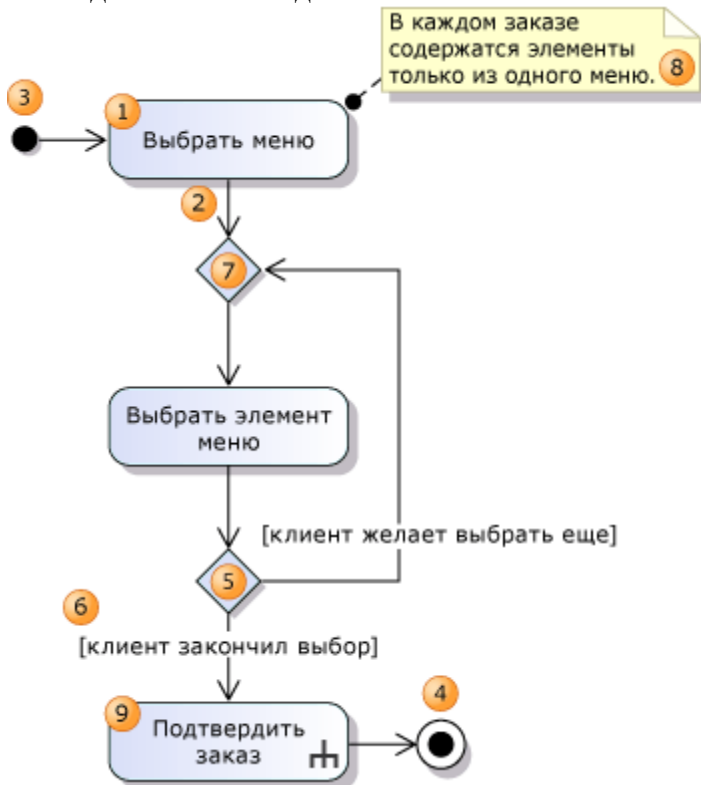 В каждом заказе
содержатся элементы
только из одного меню.
8
3
1
Выбрать меню
2
7
Выбрать элемент
меню
[клиент желает выбрать еще]
5
6
[клиент закончил выбор]
9
4
Подтвердить
заказ